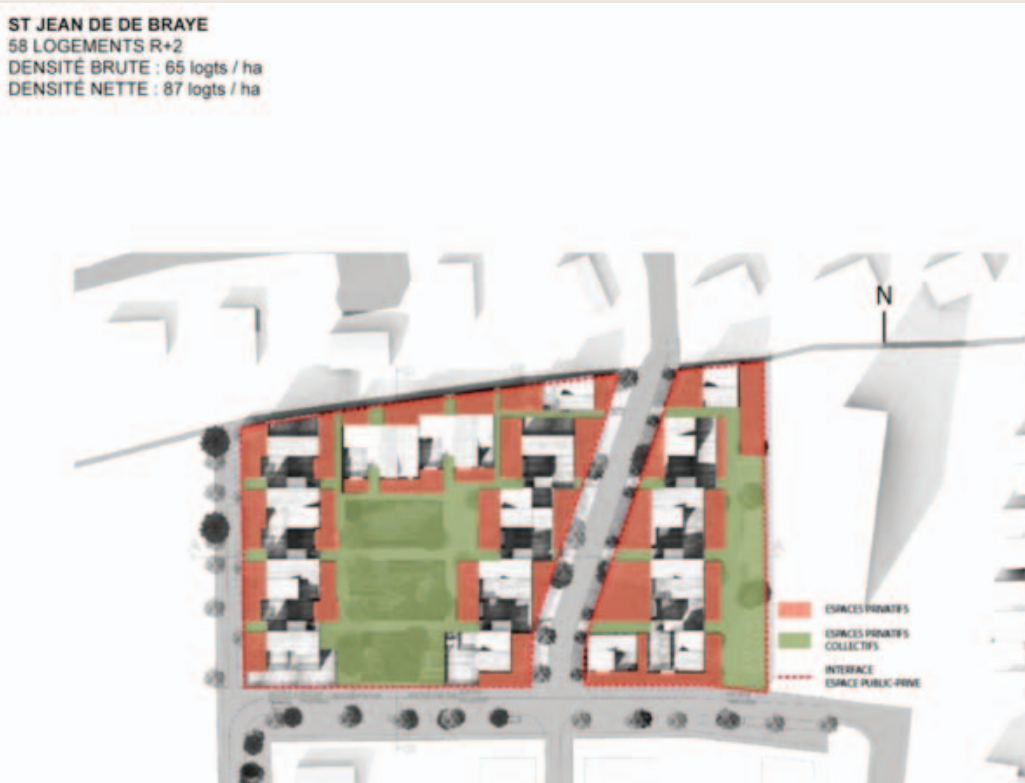 ST JEAN DE DE BRAYE
58 LOGEMENTS R+2
DENSITÉ BRUTE : 65 logts / ha
DENSITÉ NETTE : 87 logts / ha
N
ESPACES PRIVATIFS
ESPACES PRIVATIFS
COLLECTIFS
INTERFACE
ESPACE PUBLIC-PRIVE